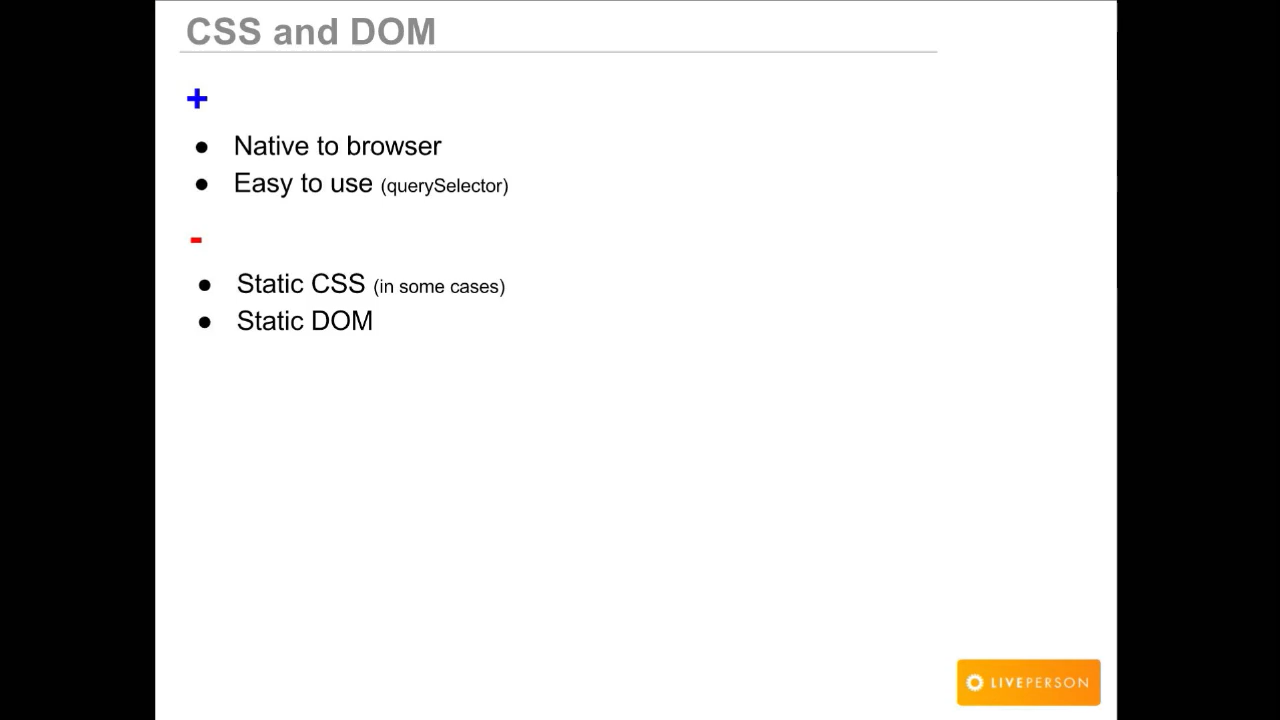 CSS and DOM
+
● Native to browser
● Easy to use (querySelector)
-
● Static CSS (in some cases)
● Static DOM
LIVEPERSON